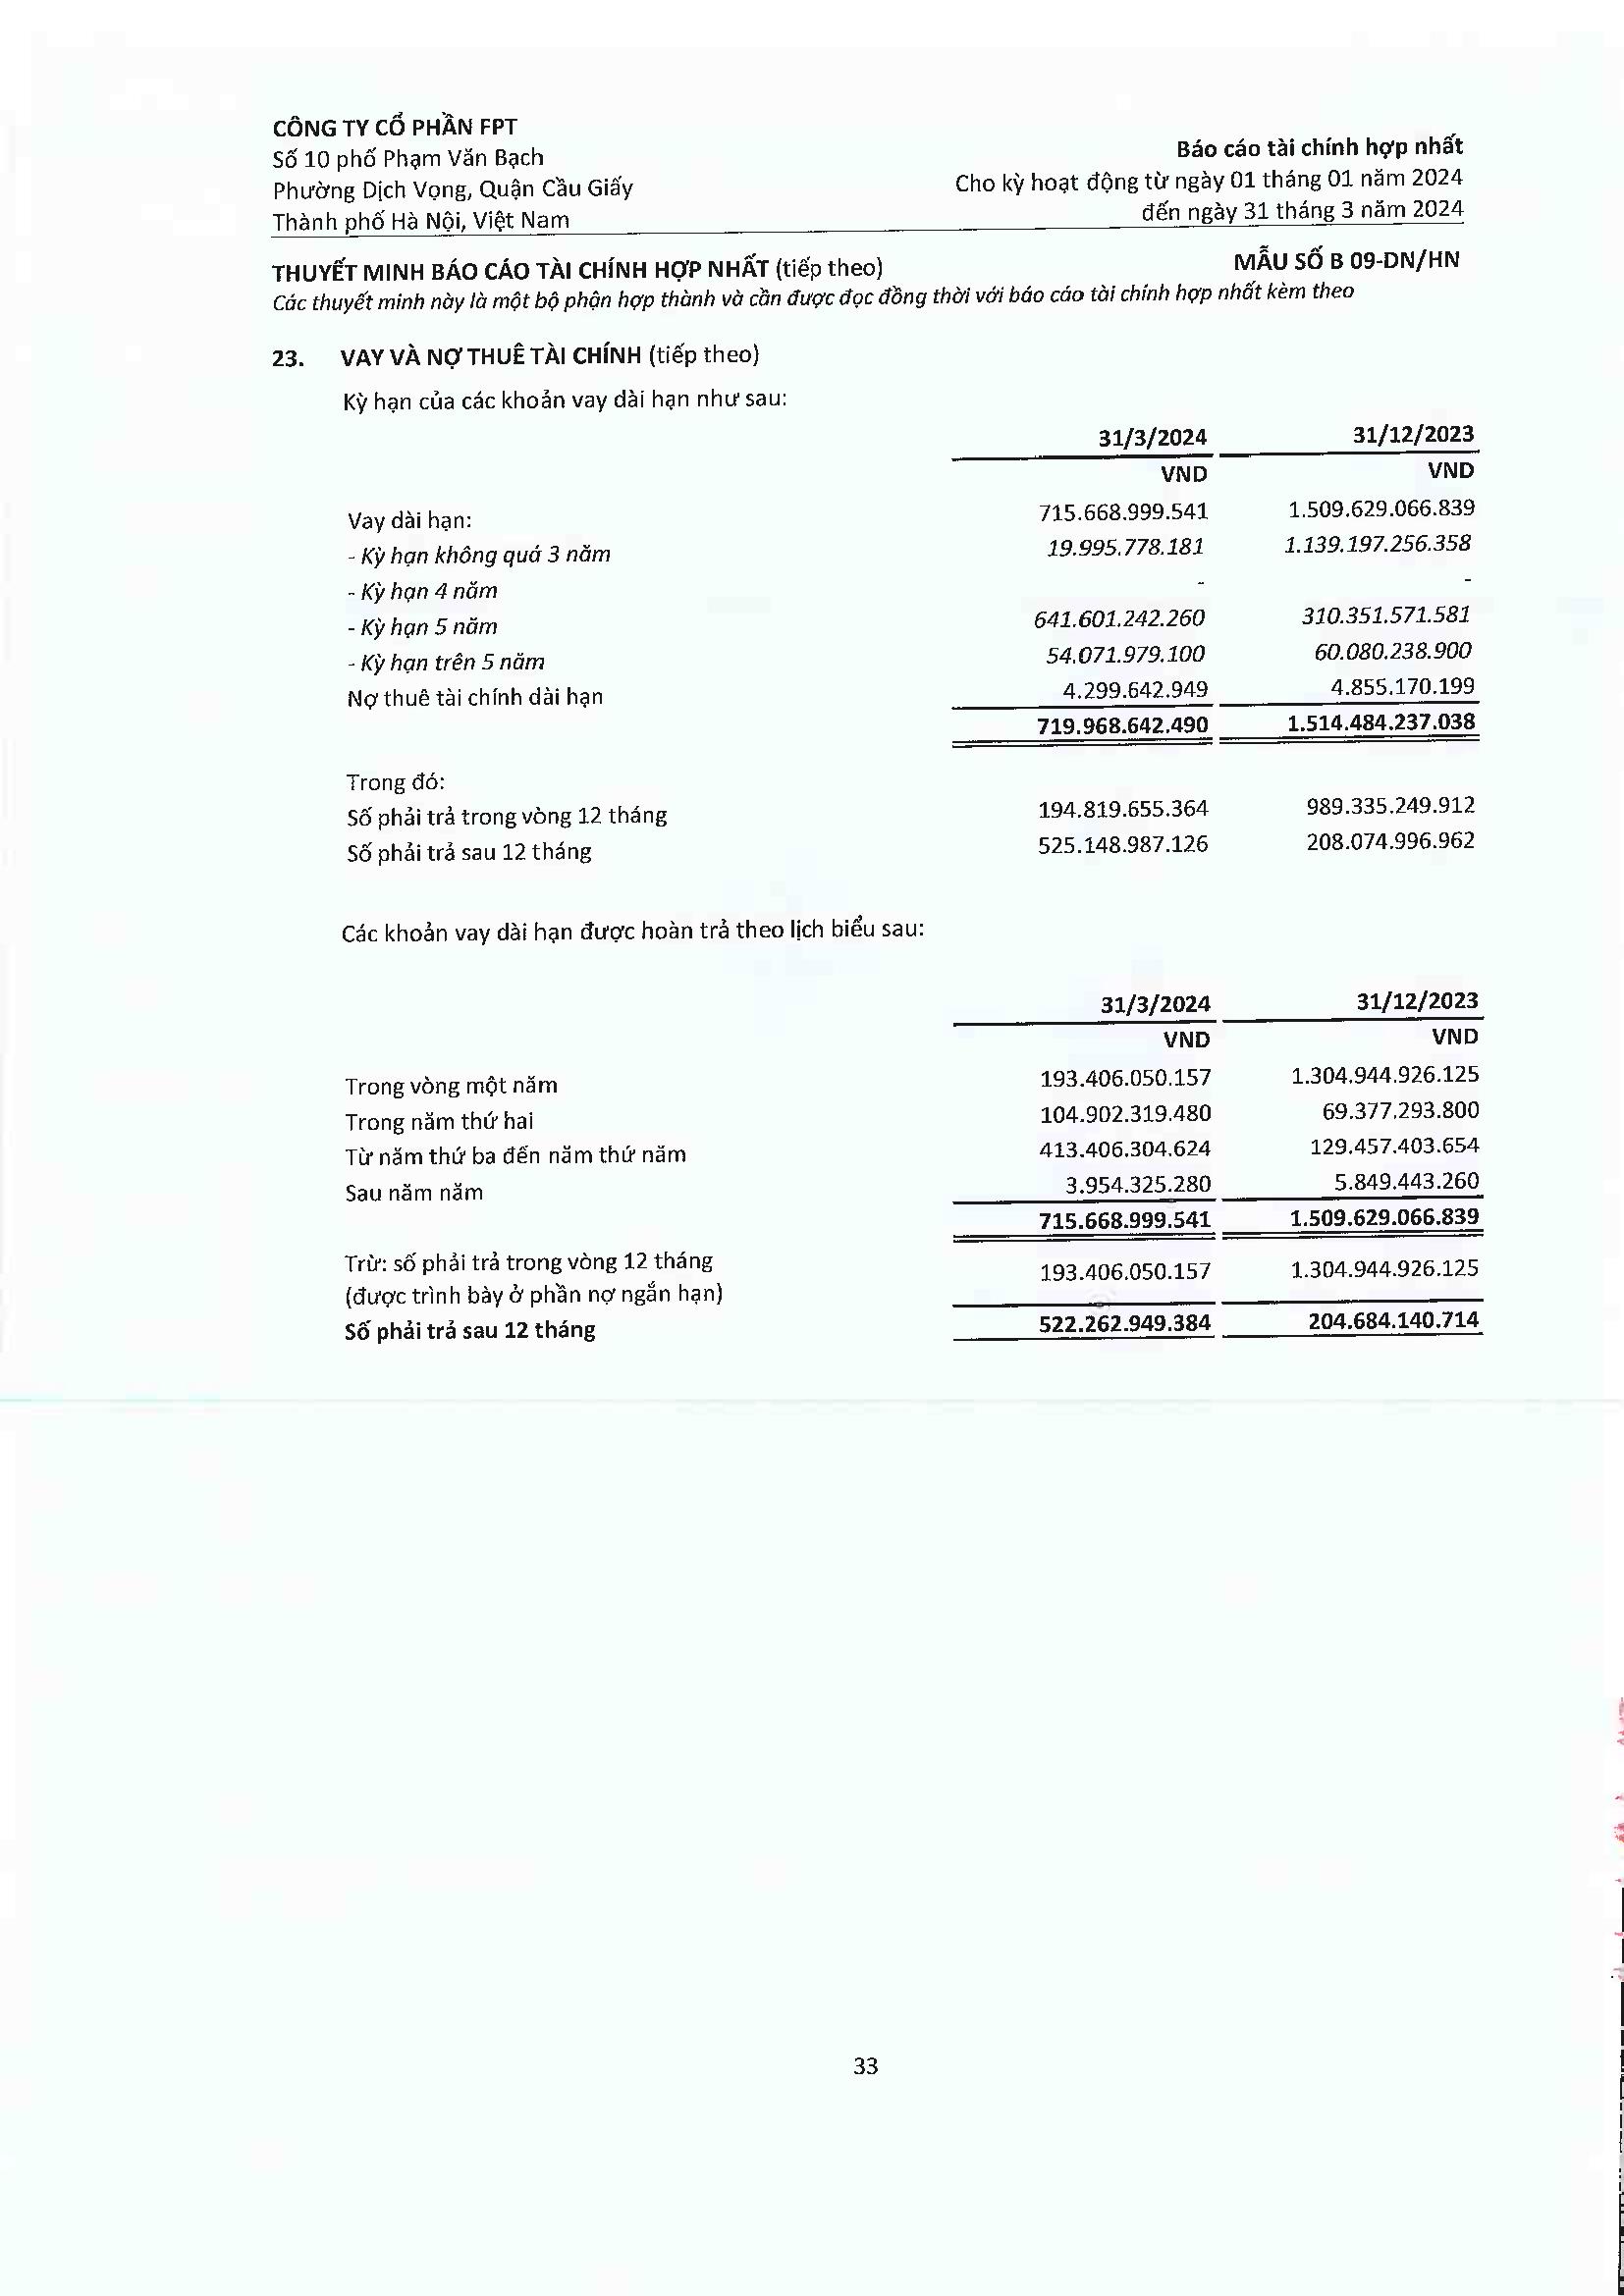 CÔNG TY CỔ PHẦN FPT
Số 10 phố Phạm Văn Bạch
Phường Dịch Vọng, Quận Cầu Giấy
Thành phố Hà Nội, Việt Nam
Báo cáo tài chính hợp nhất
Cho kỳ hoạt động từ ngày 01 tháng 01 năm 2024
đến ngày 31 tháng 3 năm 2024
THUYẾT MINH BÁO CÁO TÀI CHÍNH HỢP NHẤT (tiếp theo) MẪU SỐ B 09-DN/HN
Các thuyết minh này là một bộ phận hợp thành và cần được đọc đồng thời với báo cáo tài chính hợp nhất kèm theo
23. VAY VÀ NỢ THUÊ TÀI CHÍNH (tiếp theo)
Kỳ hạn của các khoản vay dài hạn như sau:
31/3/2024 31/12/2023
VND VND
Vay dài hạn: 715.668.999.541 1.509.629.066.839
- Kỳ hạn không quá 3 năm 19.995.778.181 1.139.197.256.358
- Kỳ hạn 4 năm - -
- Kỳ hạn 5 năm 641.601.242.260 310.351.571.581
- Kỳ hạn trên 5 năm 54.071.979.100 60.080.238.900
Nợ thuê tài chính dài hạn 4.299.642.949 4.855.170.199
719.968.642.490 1.514.484.237.038
Trong đó:
Số phải trả trong vòng 12 tháng 194.819.655.364 989.335.249.912
Số phải trả sau 12 tháng 525.148.987.126 208.074.996.962
Các khoản vay dài hạn được hoàn trả theo lịch biểu sau:
31/3/2024 31/12/2023
VND VND
Trong vòng một năm 193.406.050.157 1.304.944.926.125
Trong năm thứ hai 104.902.319.480 69.377.293.800
Từ năm thứ ba đến năm thứ năm 413.406.304.624 129.457.403.654
Sau năm năm 3.954.325.280 5.849.443.260
715.668.999.541 1.509.629.066.839
Trừ: số phải trả trong vòng 12 tháng
(được trình bày ở phần nợ ngắn hạn) 193.406.050.157 1.304.944.926.125
Số phải trả sau 12 tháng 522.262.949.384 204.684.140.714
33